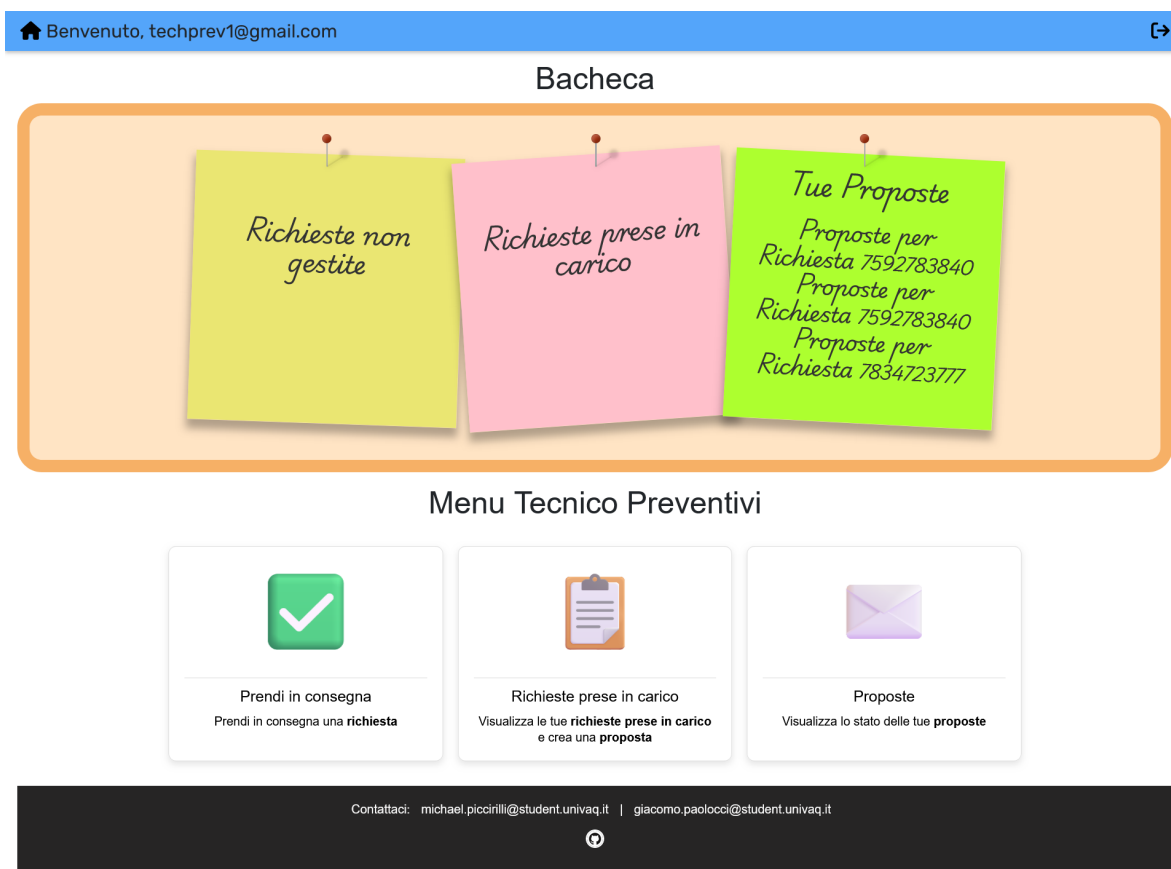 Benvenuto, techprev1@gmail.com
Bacheca
Richieste non
gestite
Richieste prese in
carico
Tue Proposte
Proposte per
Richiesta 7592783840
Proposte per
Richiesta 7592783840
Proposte per
Richiesta 7834723777
Menu Tecnico Preventivi
Prendi in consegna
Prendi in consegna una richiesta
Richieste prese in carico
Visualizza le tue richieste prese in carico
e crea una proposta
Proposte
Visualizza lo stato delle tue proposte
Contattaci: michael.piccirilli@student.univaq.it | giacomo.paolocci@student.univaq.it